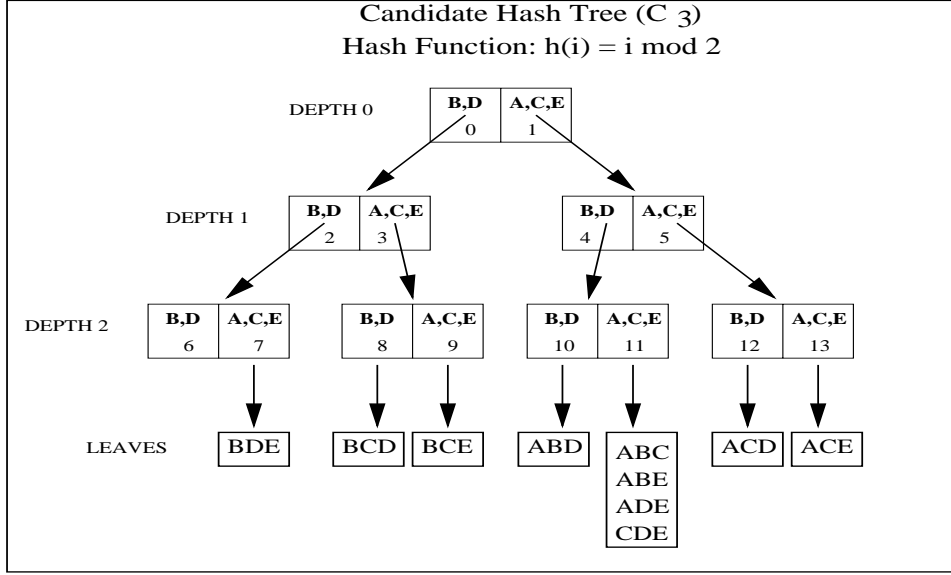 Candidate Hash Tree (C 3)
Hash Function: h(i) = i mod 2
DEPTH 0
B,D A,C,E
0 1
DEPTH 1
B,D A,C,E B,D A,C,E
2 3 4 5
DEPTH 2
B,D A,C,E B,D A,C,E B,D A,C,E B,D A,C,E
6 7 8 9 10 11 12 13
LEAVES
BDE BCD BCE ABD ABC ACD ACE
ABE
ADE
CDE